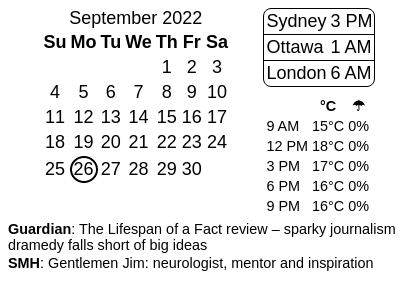 September 2022
Su Mo Tu We Th Fr Sa
1 2 3
4 5 6 7 8 9 10
11 12 13 14 15 16 17
18 19 20 21 22 23 24
25 26 27 28 29 30
Sydney 3 PM
Ottawa 1 AM
London 6 AM
°C ☂
9 AM 15°C 0%
12 PM 18°C 0%
3 PM 17°C 0%
6 PM 16°C 0%
9 PM 16°C 0%
Guardian: The Lifespan of a Fact review – sparky journalism
dramedy falls short of big ideas
SMH: Gentlemen Jim: neurologist, mentor and inspiration